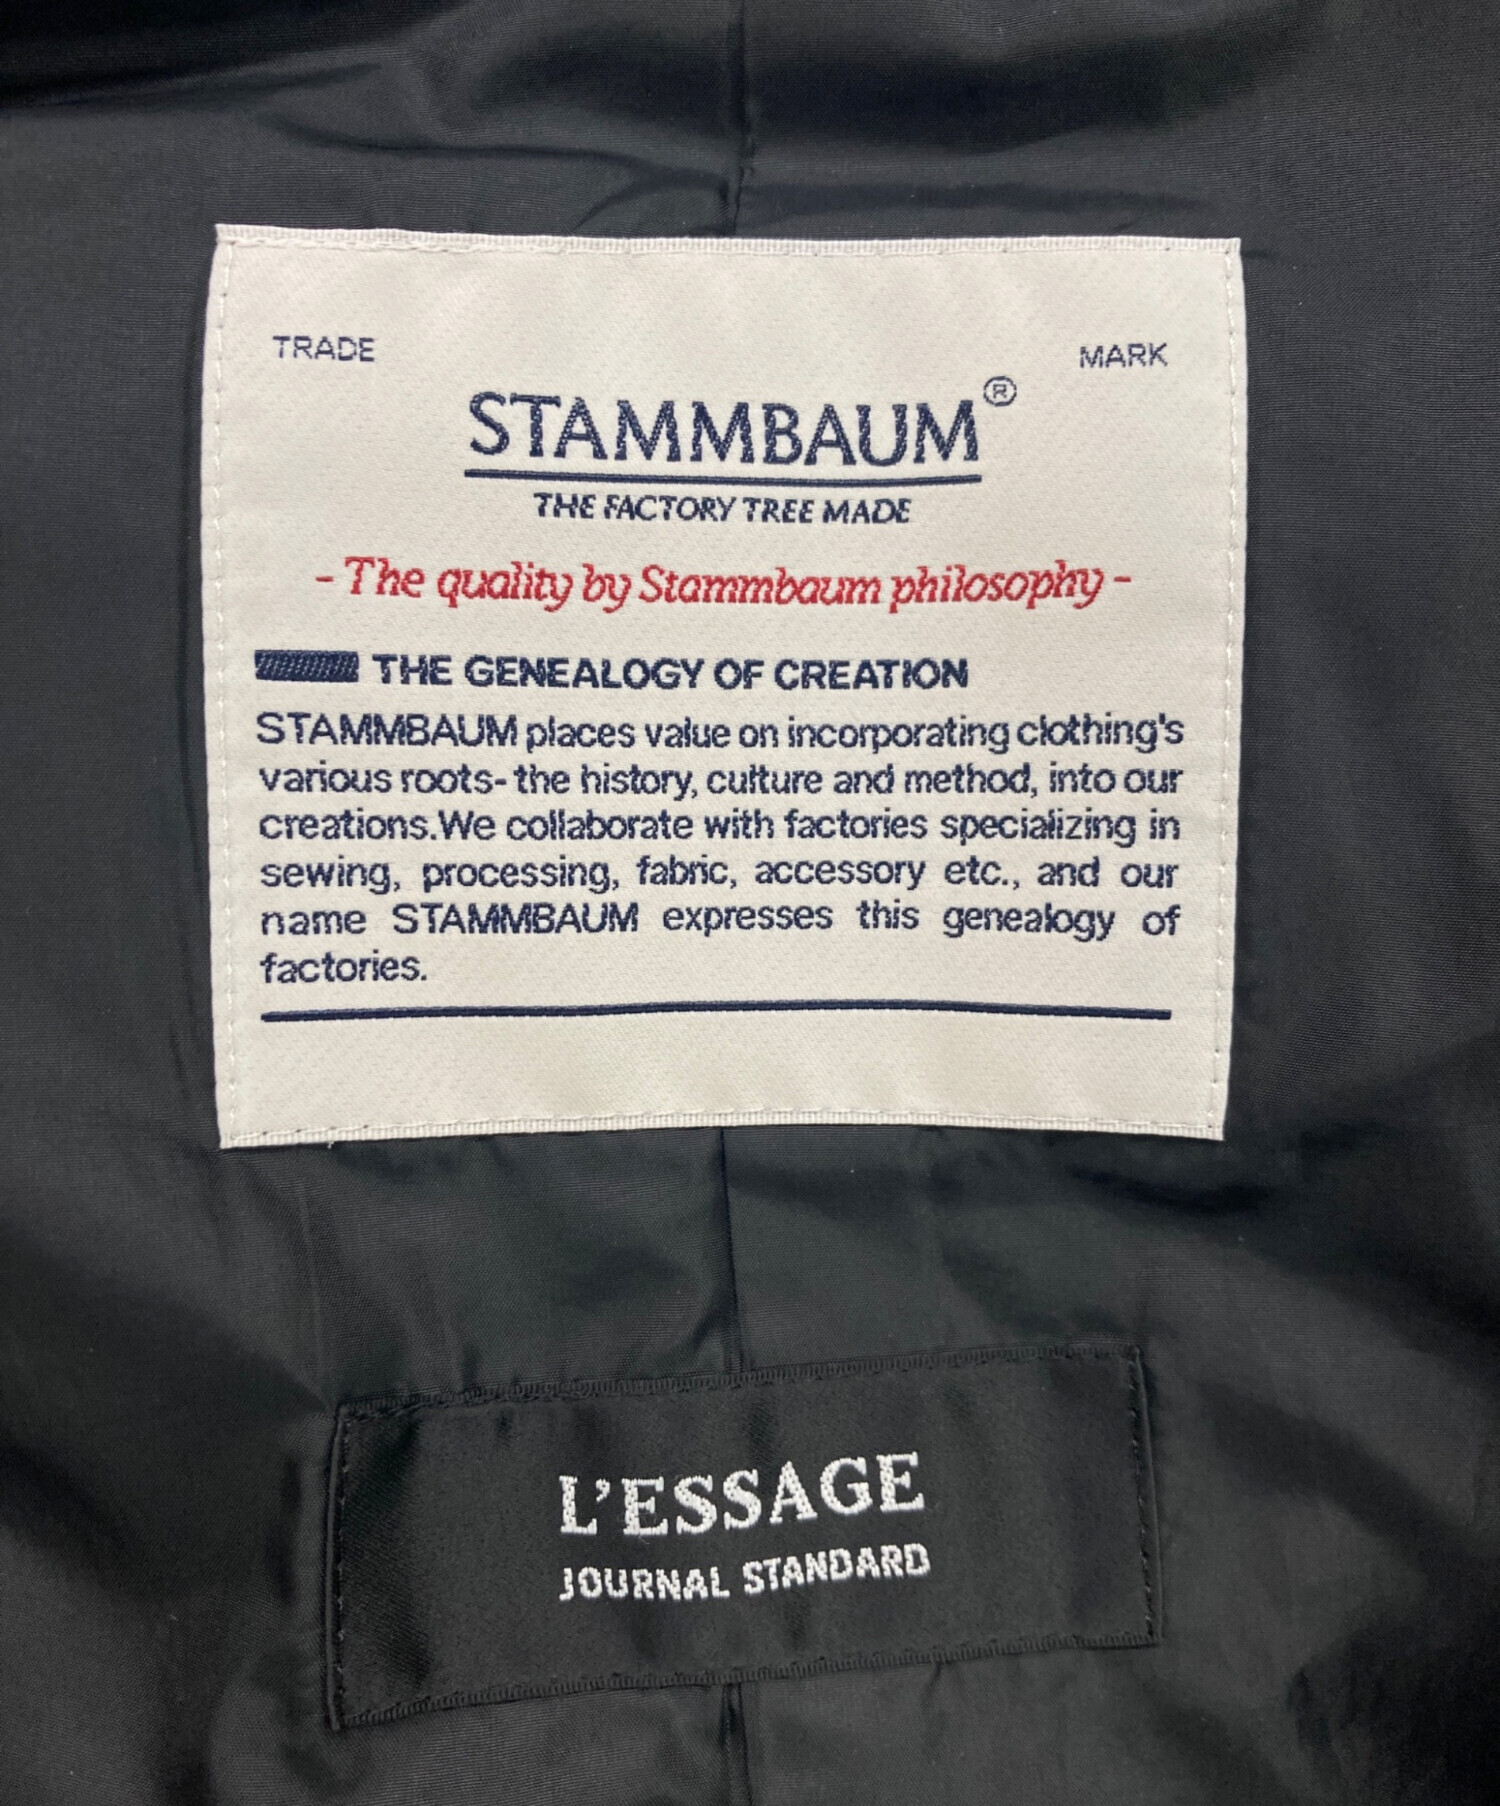 TRADE MARK
STAMMBAUM®
THE FACTORY TREE MADE
- The quality by Stammbaum philosophy -
THE GENEALOGY OF CREATION
STAMMBAUM places value on incorporating clothing's
various roots- the history, culture and method, into our
creations.We collaborate with factories specializing in
sewing, processing, fabric, accessory etc., and our
name STAMMBAUM expresses this genealogy of
factories.
L'ESSAGE
JOURNAL STANDARD